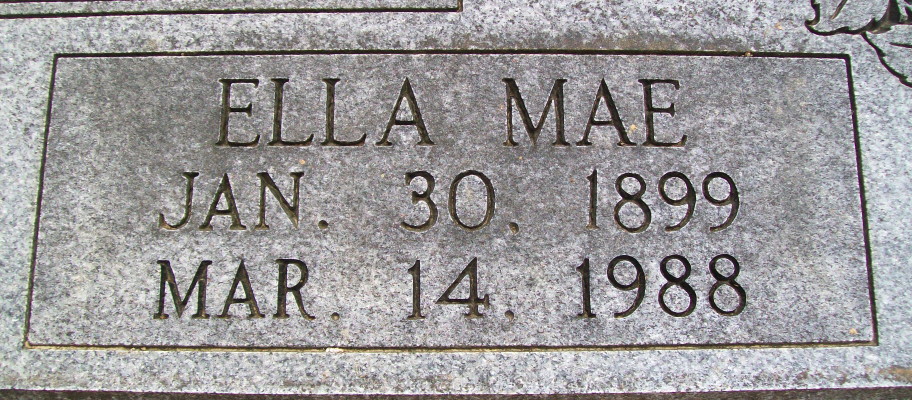 ELLA MAE
JAN. 30, 1899
MAR. 14, 1988